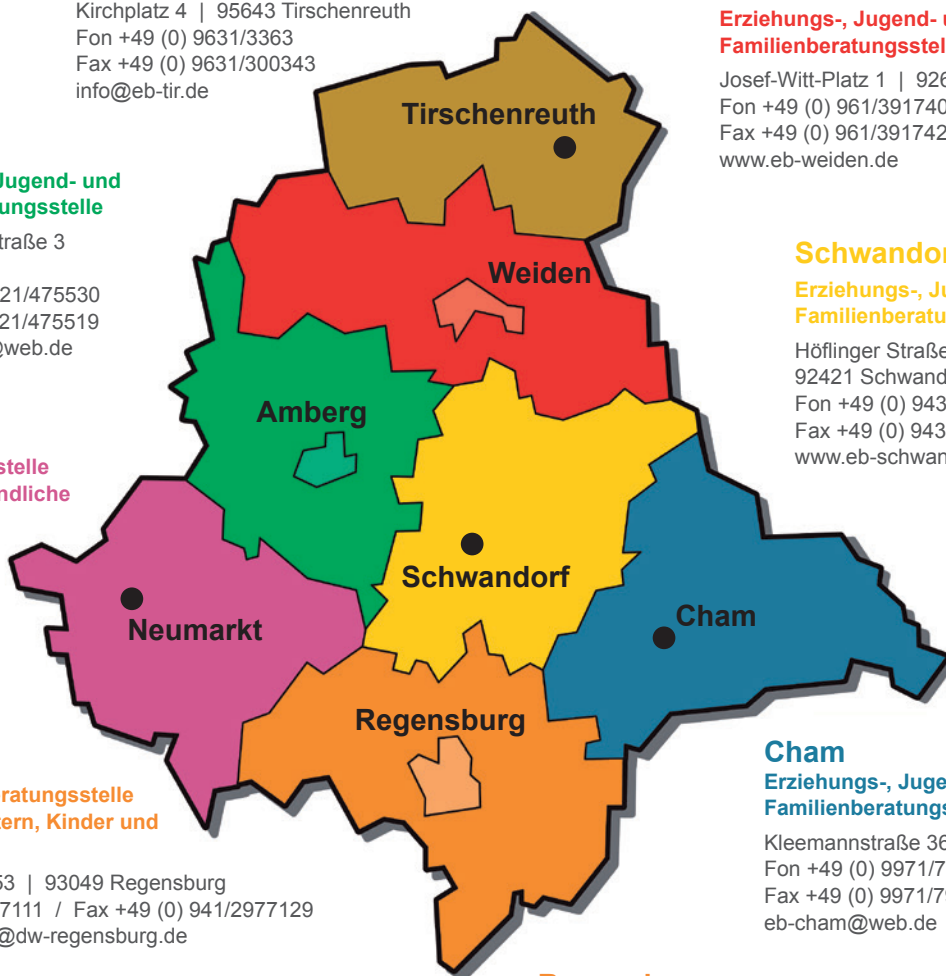 Kirchplatz 4 | 95643 Tirschenreuth
Fon +49 (0) 9631/3363
Fax +49 (0) 9631/300343
info@eb-tir.de
Erziehungs-, Jugend-
Familienberatungsstel
Josef-Witt-Platz 1 | 926
Fon +49 (0) 961/391740
Fax +49 (0) 961/391742
www.eb-weiden.de
Jugend- und
ungsstelle
traße 3
21/475530
21/475519
@web.de
Schwandor
Erziehungs-, Ju
Familienberatu
Höflinger Straße
92421 Schwand
Fon +49 (0) 943
Fax +49 (0) 943
www.eb-schwan
stelle
ndliche
Tirschenreuth
Weiden
Amberg
Schwandorf
Neumarkt
Cham
Regensburg
Cham
Erziehungs-, Juge
Familienberatungs
Kleemannstraße 36
Fon +49 (0) 9971/7
Fax +49 (0) 9971/79
eb-cham@web.de
ratungsstelle
tern, Kinder und
53 | 93049 Regensburg
7111 / Fax +49 (0) 941/2977129
@dw-regensburg.de